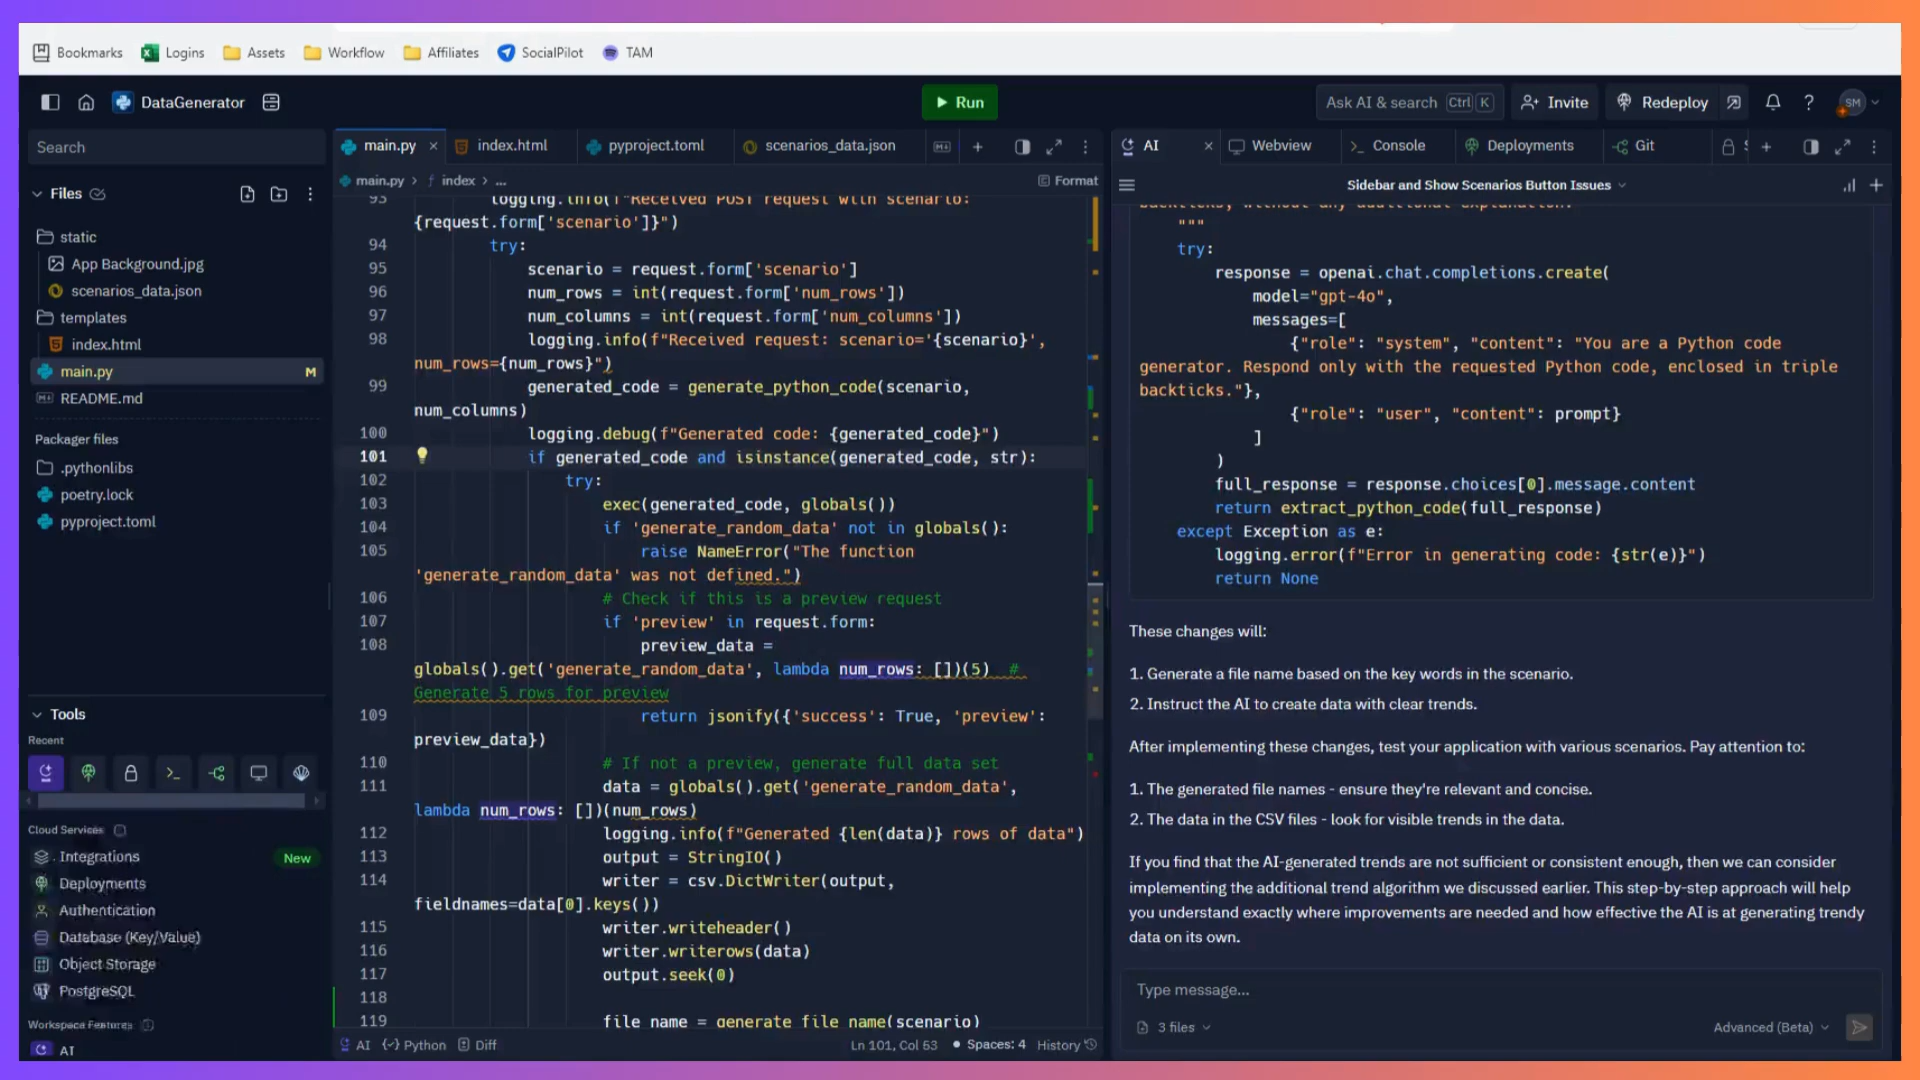 Bookmarks Logins Assets Workflow Affiliates SocialPilot TAM
DataGenerator
Run
Ask AI & search Ctrl K
Invite
Redeploy
SM
Search
Files
static
App Background.jpg
scenarios_data.json
templates
index.html
main.py M
README.md
Packager files
.pythonlibs
poetry.lock
pyproject.toml
Tools
Recent
Cloud Services
Integrations New
Deployments
Authentication
Database (Key/Value)
Object Storage
PostgreSQL
Workspace Features
AI
main.py index.html pyproject.toml scenarios_data.json
main.py > index > ...
Format
93 logging.info(f"Received POST request with scenario:
{request.form['scenario']}")
94 try:
95 scenario = request.form['scenario']
96 num_rows = int(request.form['num_rows'])
97 num_columns = int(request.form['num_columns'])
98 logging.info(f"Received request: scenario='{scenario}',
num_rows={num_rows}")
99 generated_code = generate_python_code(scenario,
num_columns)
100 logging.debug(f"Generated code: {generated_code}")
101 if generated_code and isinstance(generated_code, str):
102 try:
103 exec(generated_code, globals())
104 if 'generate_random_data' not in globals():
105 raise NameError("The function
'generate_random_data' was not defined.")
106 # Check if this is a preview request
107 if 'preview' in request.form:
108 preview_data =
globals().get('generate_random_data', lambda num_rows: [])(5) #
Generate 5 rows for preview
109 return jsonify({'success': True, 'preview':
preview_data})
110 # If not a preview, generate full data set
111 data = globals().get('generate_random_data',
lambda num_rows: [])(num_rows)
112 logging.info(f"Generated {len(data)} rows of data")
113 output = StringIO()
114 writer = csv.DictWriter(output,
fieldnames=data[0].keys())
115 writer.writeheader()
116 writer.writerows(data)
117 output.seek(0)
118
119 file_name = generate_file_name(scenario)
AI Python Diff Ln 101, Col 53 Spaces: 4 History
AI Webview Console Deployments Git
Sidebar and Show Scenarios Button Issues
backticks, without any additional explanation.
"""
try:
response = openai.chat.completions.create(
model="gpt-4o",
messages=[
{"role": "system", "content": "You are a Python code
generator. Respond only with the requested Python code, enclosed in triple
backticks."},
{"role": "user", "content": prompt}
]
)
full_response = response.choices[0].message.content
return extract_python_code(full_response)
except Exception as e:
logging.error(f"Error in generating code: {str(e)}")
return None
These changes will:
1. Generate a file name based on the key words in the scenario.
2. Instruct the AI to create data with clear trends.
After implementing these changes, test your application with various scenarios. Pay attention to:
1. The generated file names - ensure they're relevant and concise.
2. The data in the CSV files - look for visible trends in the data.
If you find that the AI-generated trends are not sufficient or consistent enough, then we can consider
implementing the additional trend algorithm we discussed earlier. This step-by-step approach will help
you understand exactly where improvements are needed and how effective the AI is at generating trendy
data on its own.
Type message...
3 files
Advanced (Beta)